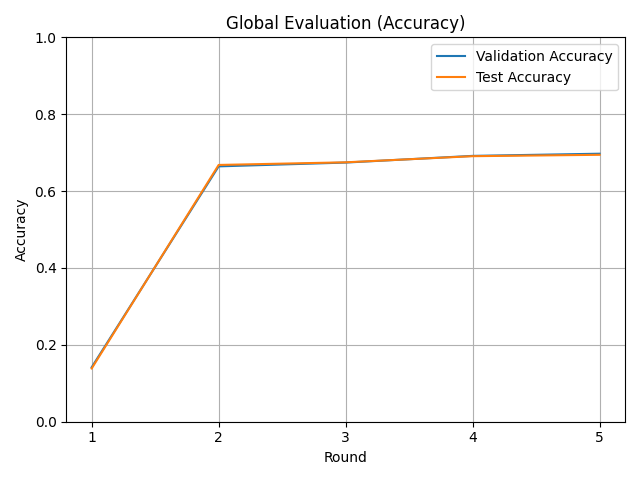 Global Evaluation (Accuracy)
Validation Accuracy
Test Accuracy
Accuracy
1.0
0.8
0.6
0.4
0.2
0.0
1 2 3 4 5
Round